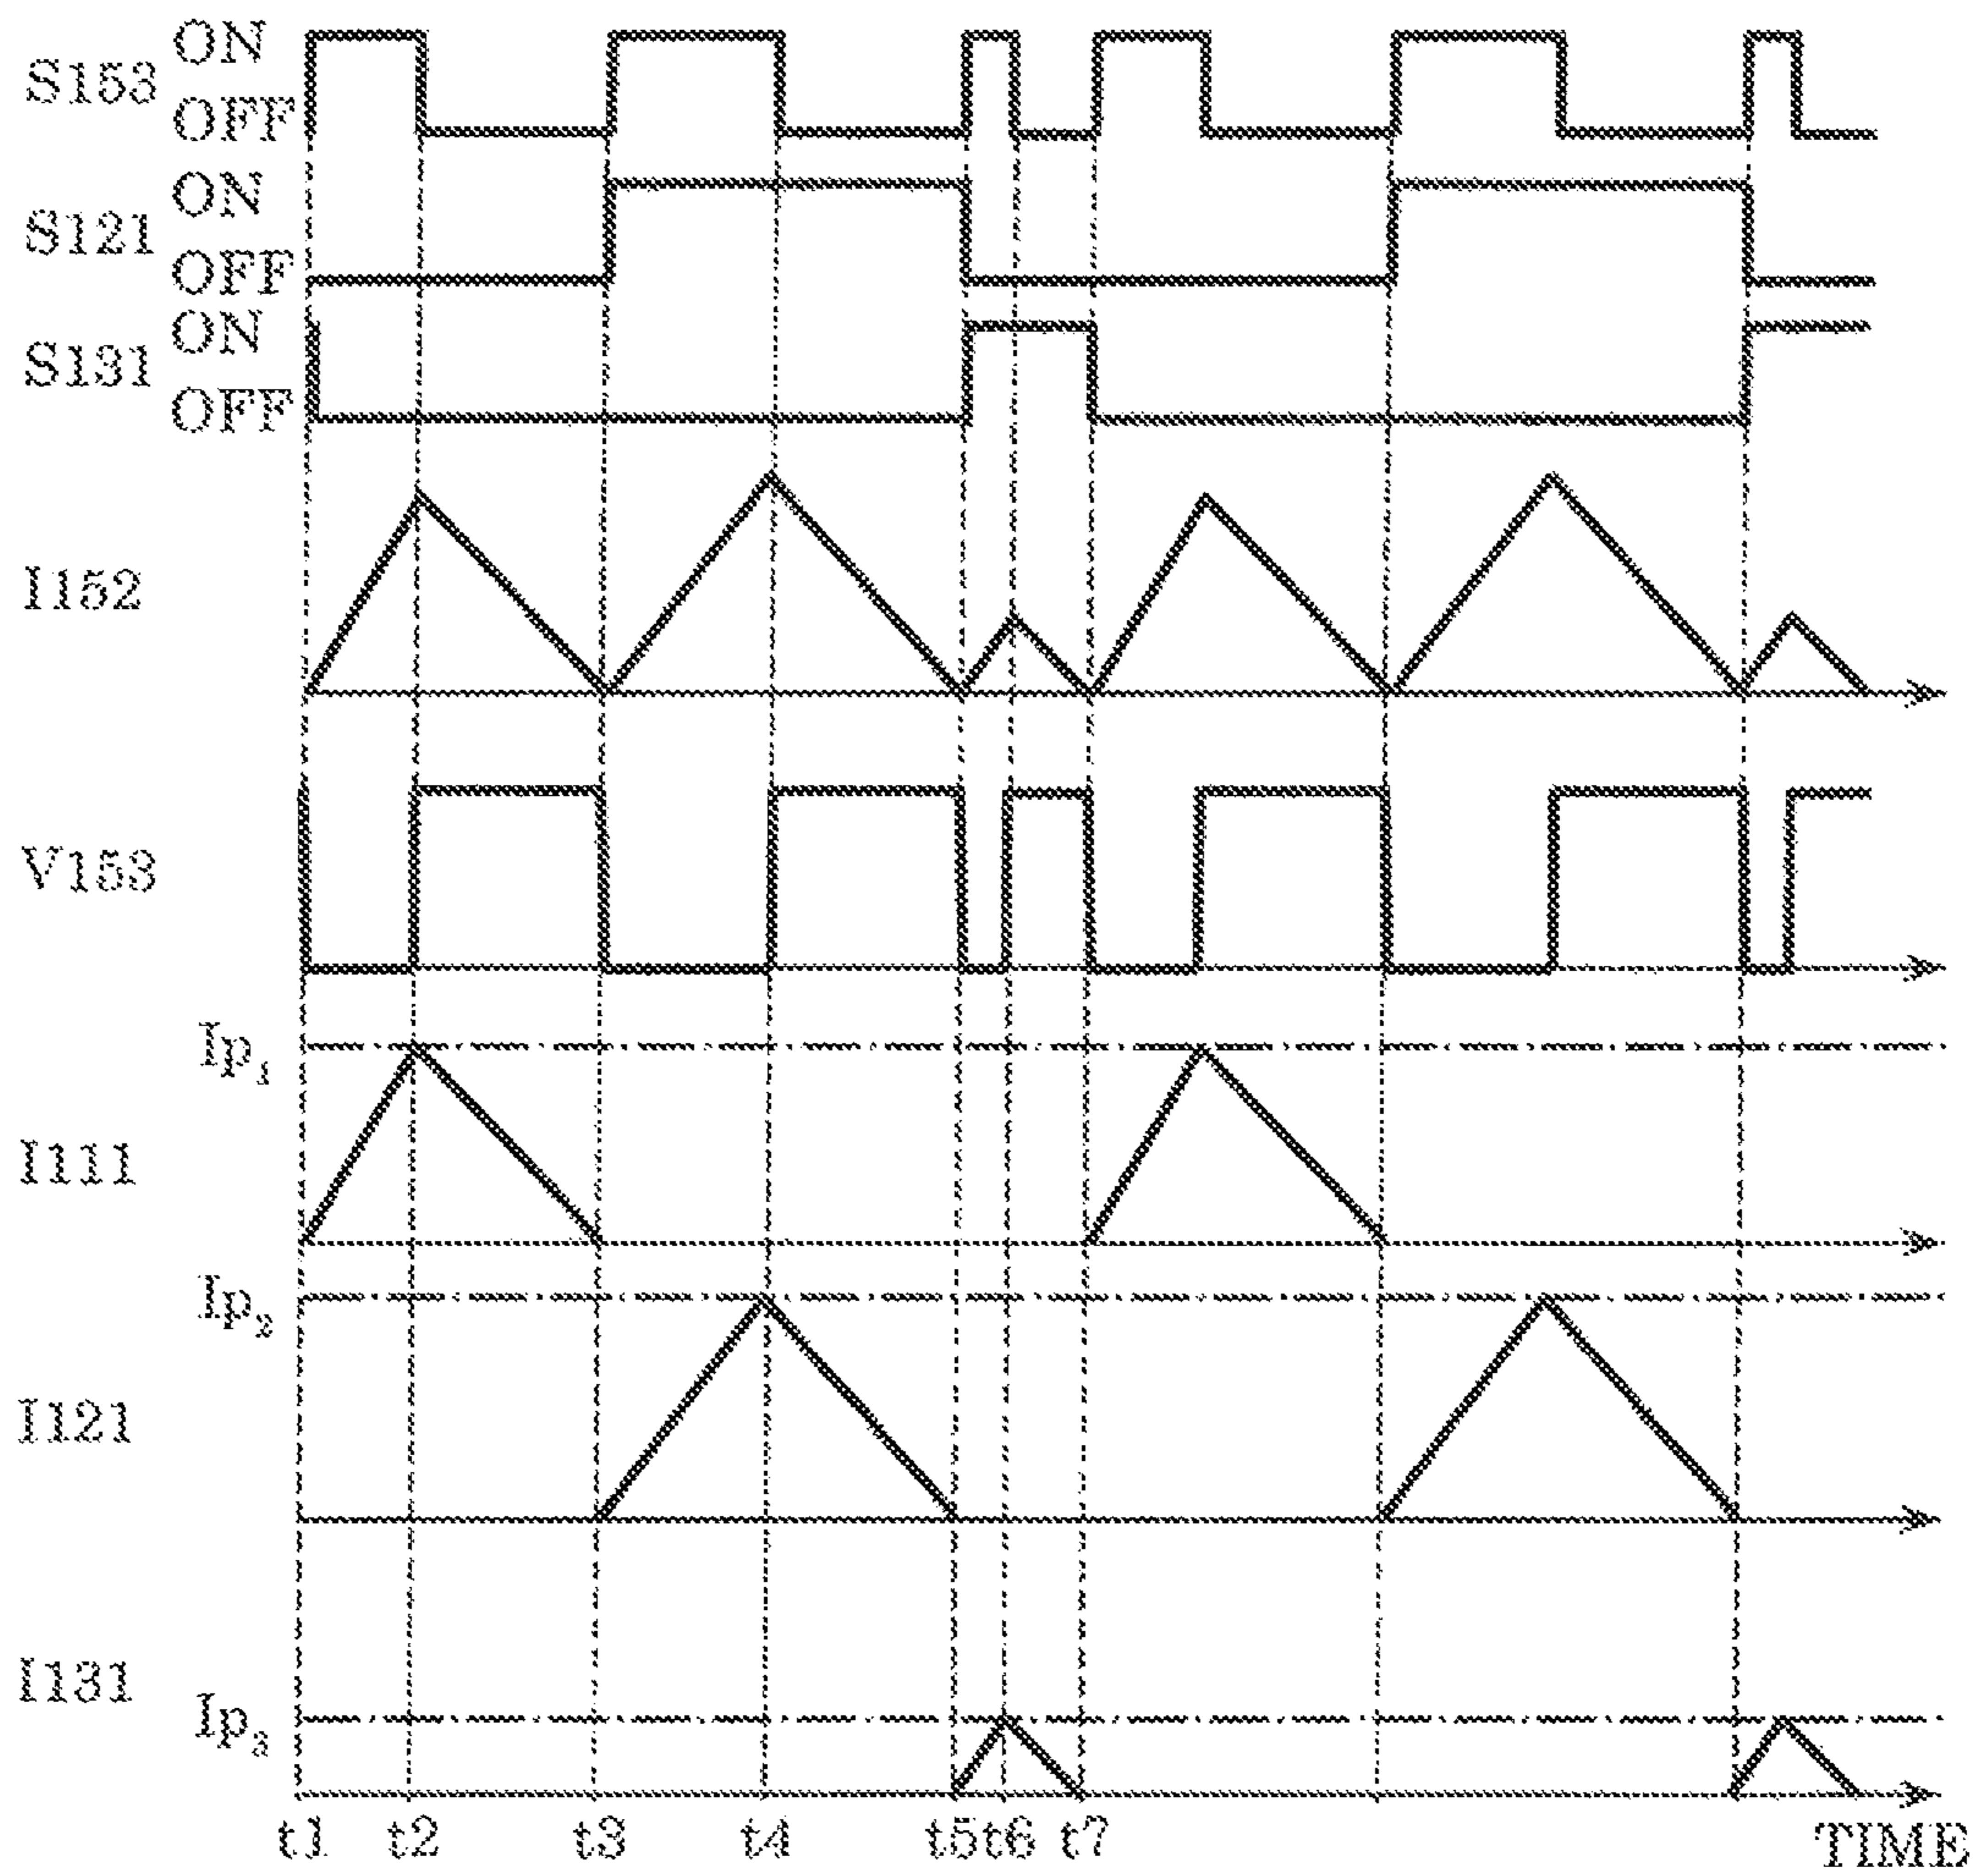 ON
S153
OFF
ON
S121
OFF
ON
S131
OFF
I152
V153
Ip1
I111
Ip2
I121
I131
Ip3
t1 t2 t3 t4 t5 t6 t7 TIME